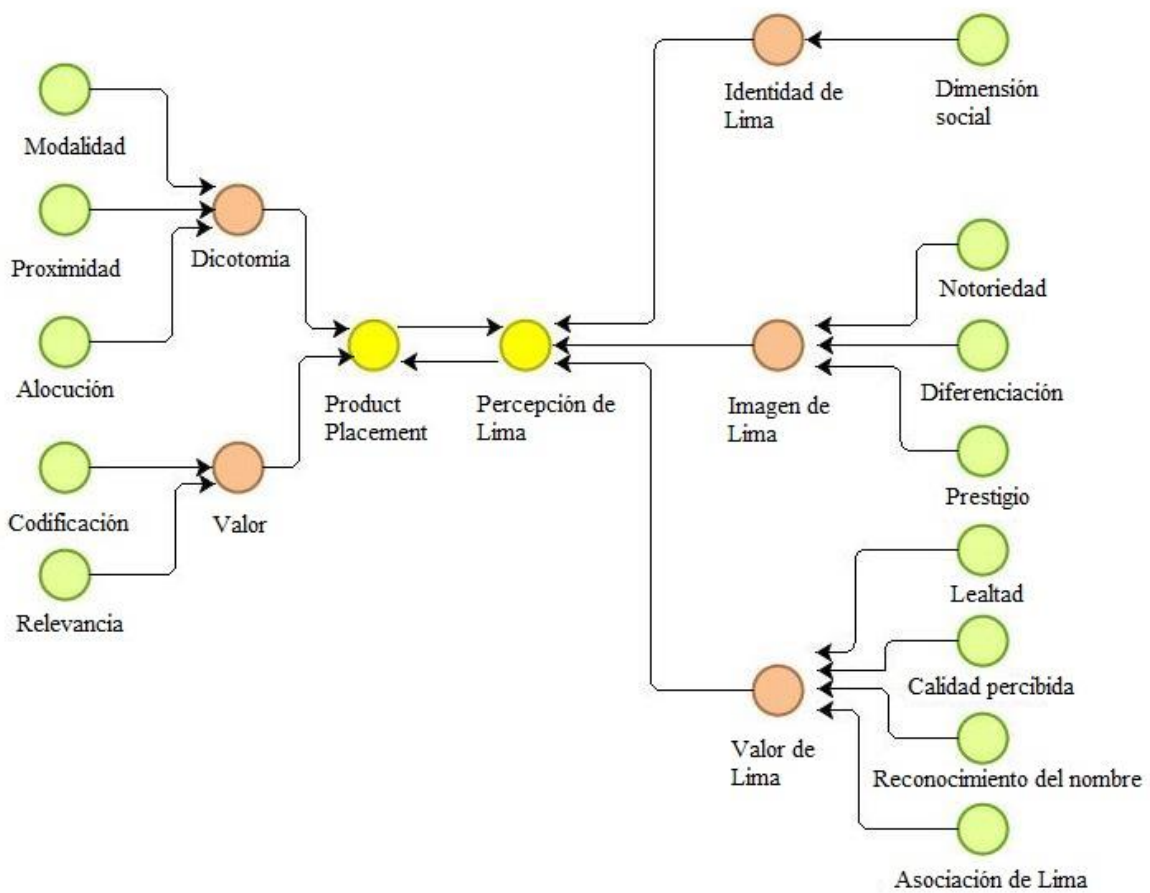 Modalidad
Proximidad
Alocución
Codificación
Relevancia
Dicotomía
Valor
Product
Placement
Percepción de
Lima
Identidad de
Lima
Imagen de
Lima
Valor de
Lima
Dimensión
social
Notoriedad
Diferenciación
Prestigio
Lealtad
Calidad percibida
Reconocimiento del nombre
Asociación de Lima